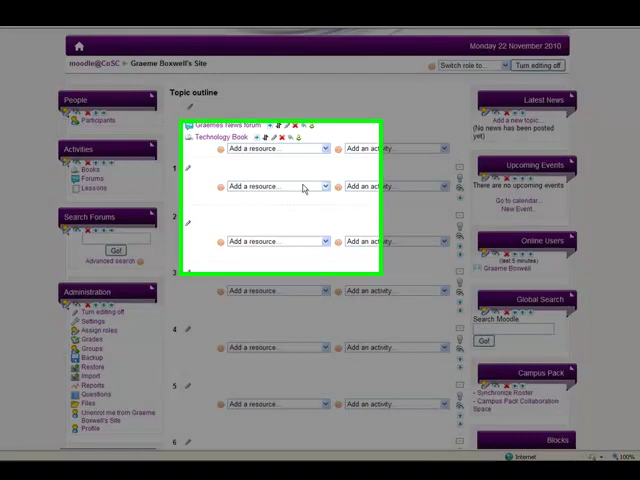 Monday 22 November 2010
moodle@CoSC ► Graeme Boxwell's Site
Switch role to...
Turn editing off
People
Participants
Activities
Books
Forums
Lessons
Search Forums
Go!
Advanced search
Administration
Turn editing off
Settings
Assign roles
Grades
Groups
Backup
Restore
Import
Reports
Questions
Files
Unenrol me from Graeme
Boxwell's Site
Profile
Topic outline
Graemes News forum
Technology Book
Add a resource...
Add an activity...
1
Add a resource...
Add an activity...
2
Add a resource...
Add an activity...
3
Add a resource...
Add an activity...
4
Add a resource...
Add an activity...
5
Add a resource...
Add an activity...
6
Latest News
Add a new topic...
(No news has been posted
yet)
Upcoming Events
There are no upcoming events
Go to calendar...
New Event...
Online Users
(last 5 minutes)
Graeme Boxwell
Global Search
Search Moodle
Go!
Campus Pack
Synchronize Roster
Campus Pack Collaboration
Space
Blocks
Internet
100%